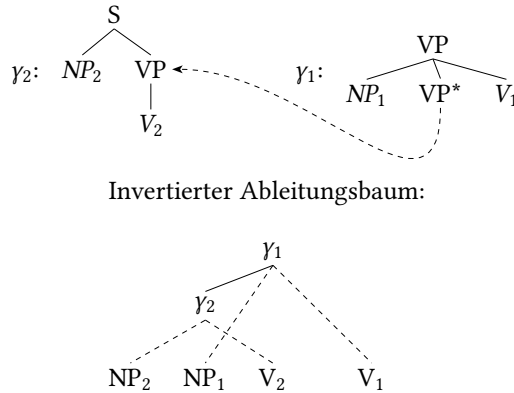 S
γ₂: NP₂ VP
V₂
γ₁: VP
NP₁ VP* V₁
Invertierter Ableitungsbaum:
γ₁
γ₂
NP₂ NP₁ V₂ V₁